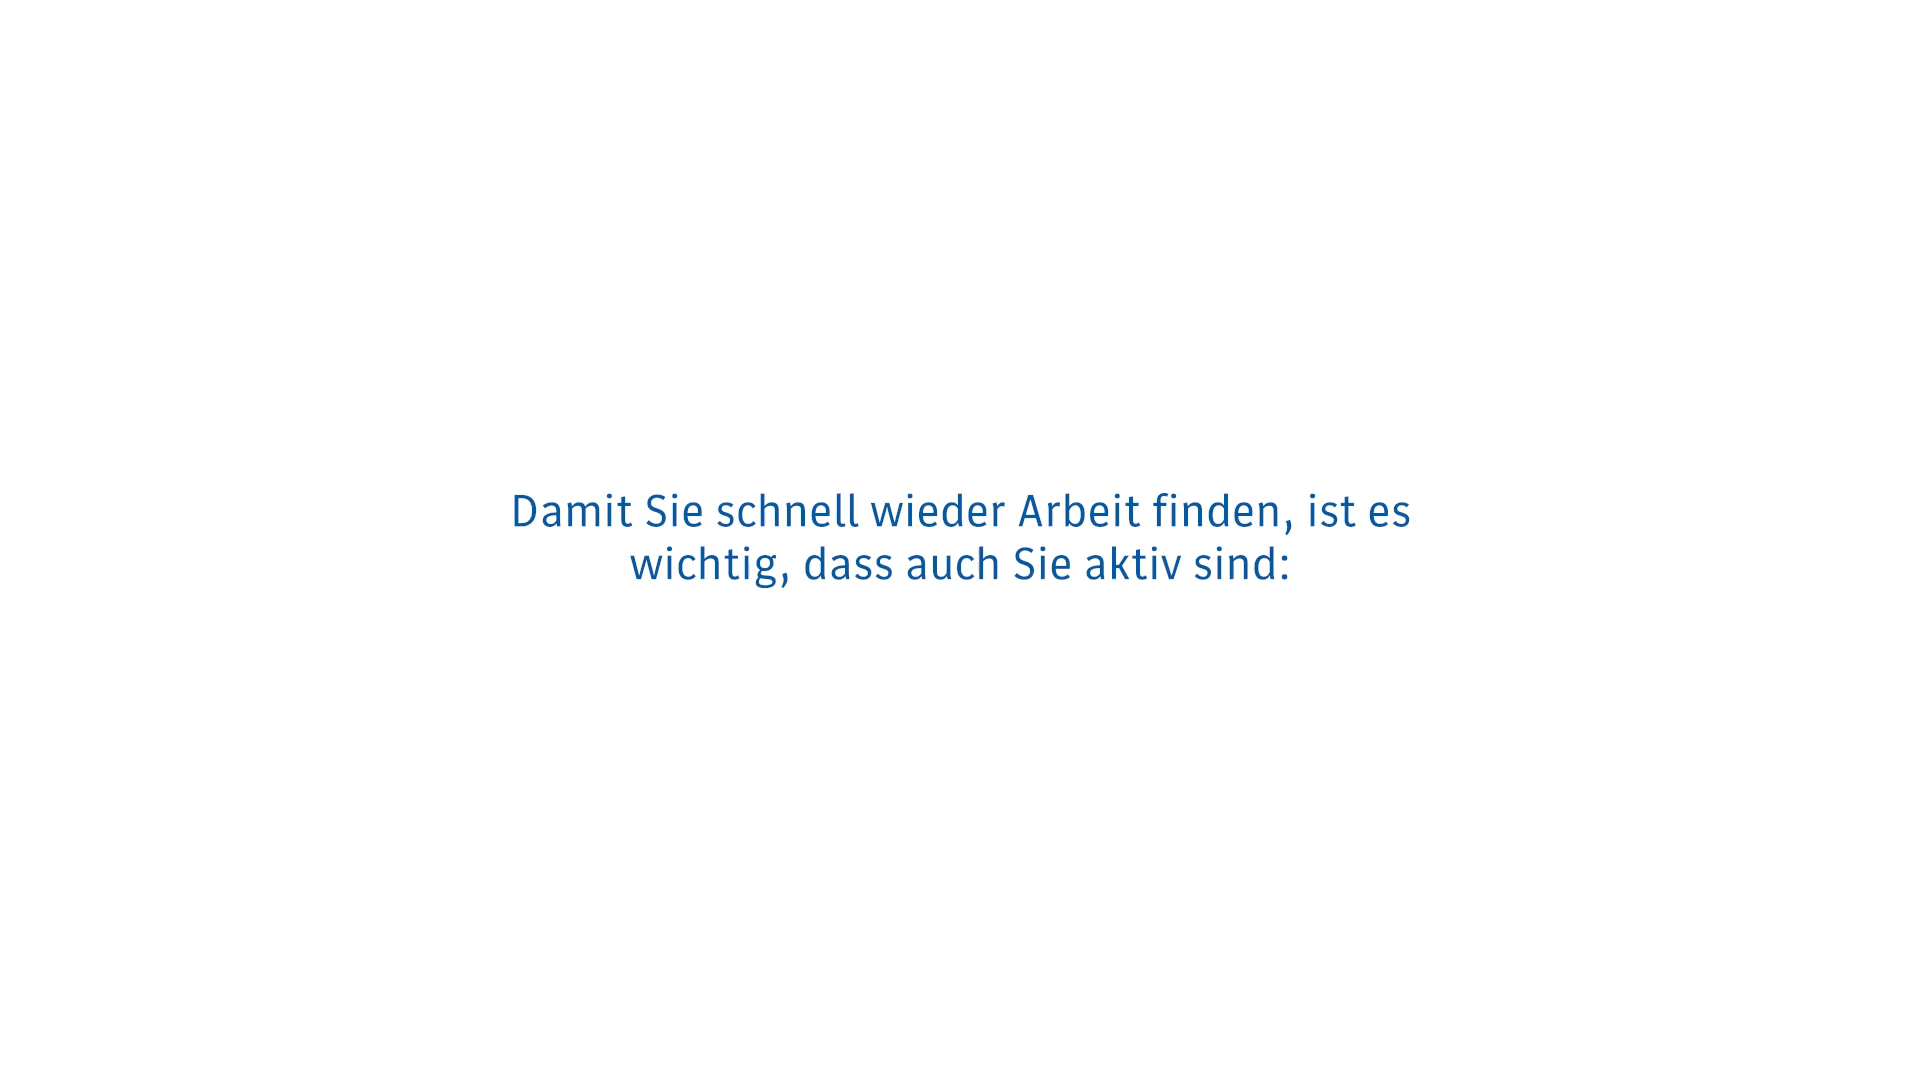 Damit Sie schnell wieder Arbeit finden, ist es
wichtig, dass auch Sie aktiv sind: